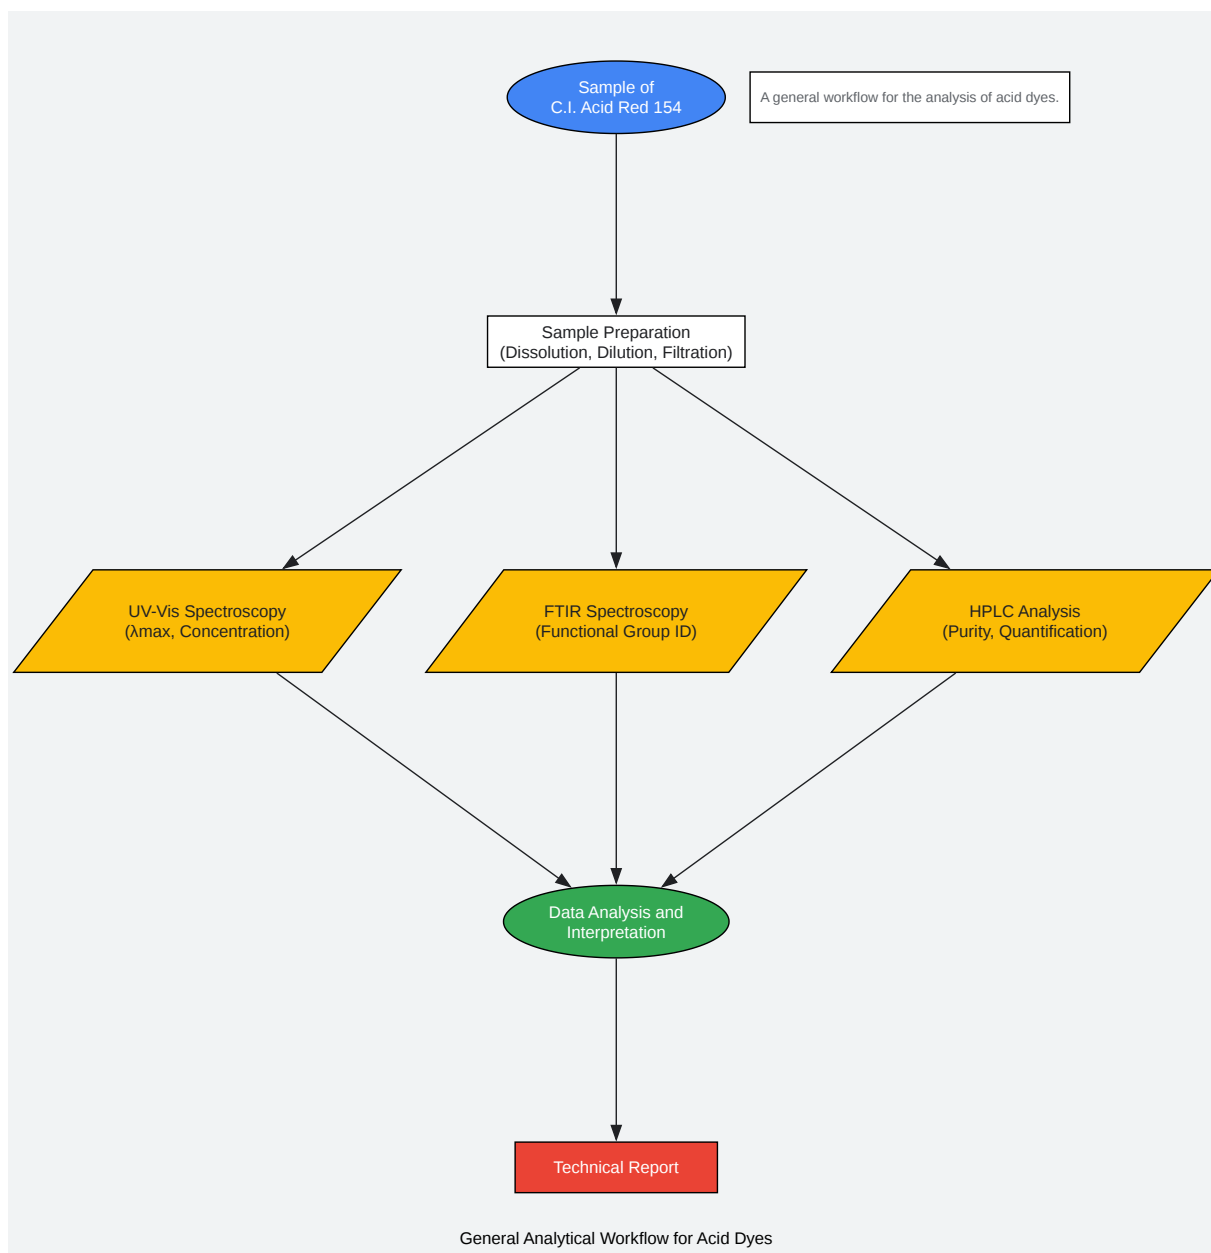 Sample of
C.I. Acid Red 154
A general workflow for the analysis of acid dyes.
Sample Preparation
(Dissolution, Dilution, Filtration)
UV-Vis Spectroscopy
(λmax, Concentration)
FTIR Spectroscopy
(Functional Group ID)
HPLC Analysis
(Purity, Quantification)
Data Analysis and
Interpretation
Technical Report
General Analytical Workflow for Acid Dyes